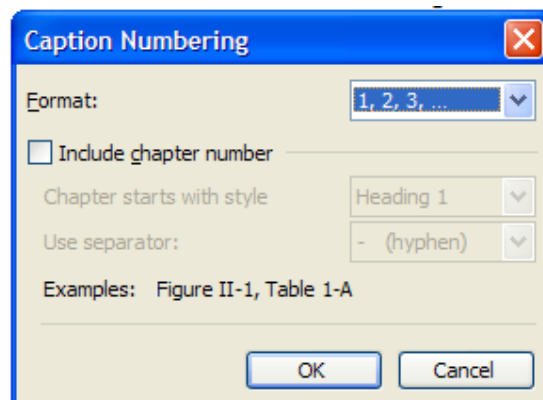 Caption Numbering
Format: 1, 2, 3, ...
Include chapter number
Chapter starts with style Heading 1
Use separator: - (hyphen)
Examples: Figure II-1, Table 1-A
OK Cancel